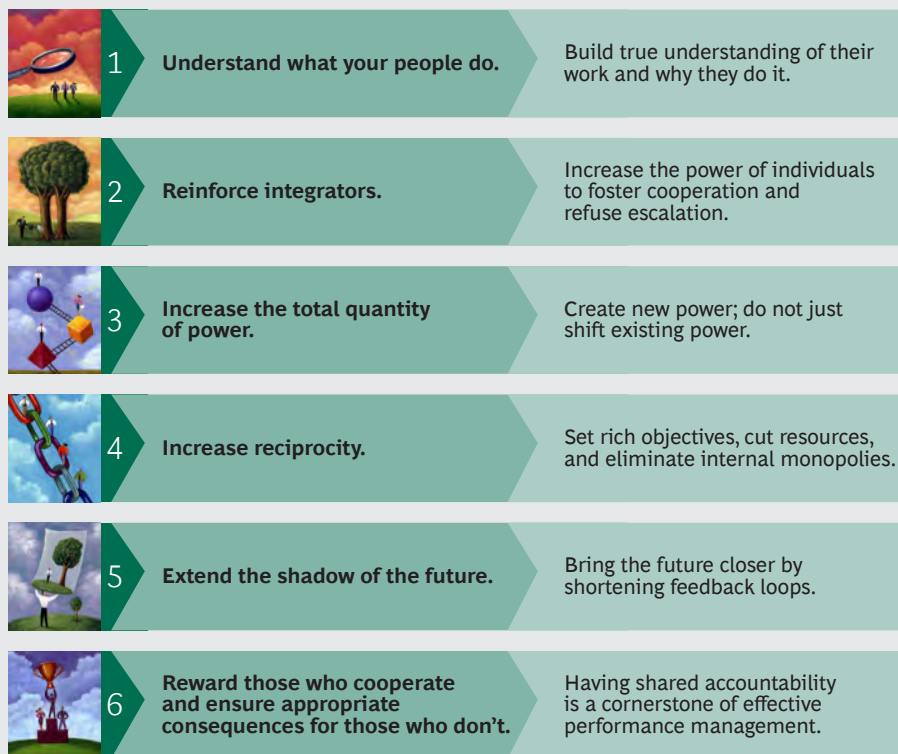 1
Understand what your people do.
Build true understanding of their
work and why they do it.
2
Reinforce integrators.
Increase the power of individuals
to foster cooperation and
refuse escalation.
3
Increase the total quantity
of power.
Create new power; do not just
shift existing power.
4
Increase reciprocity.
Set rich objectives, cut resources,
and eliminate internal monopolies.
5
Extend the shadow of the future.
Bring the future closer by
shortening feedback loops.
6
Reward those who cooperate
and ensure appropriate
consequences for those who don't.
Having shared accountability
is a cornerstone of effective
performance management.